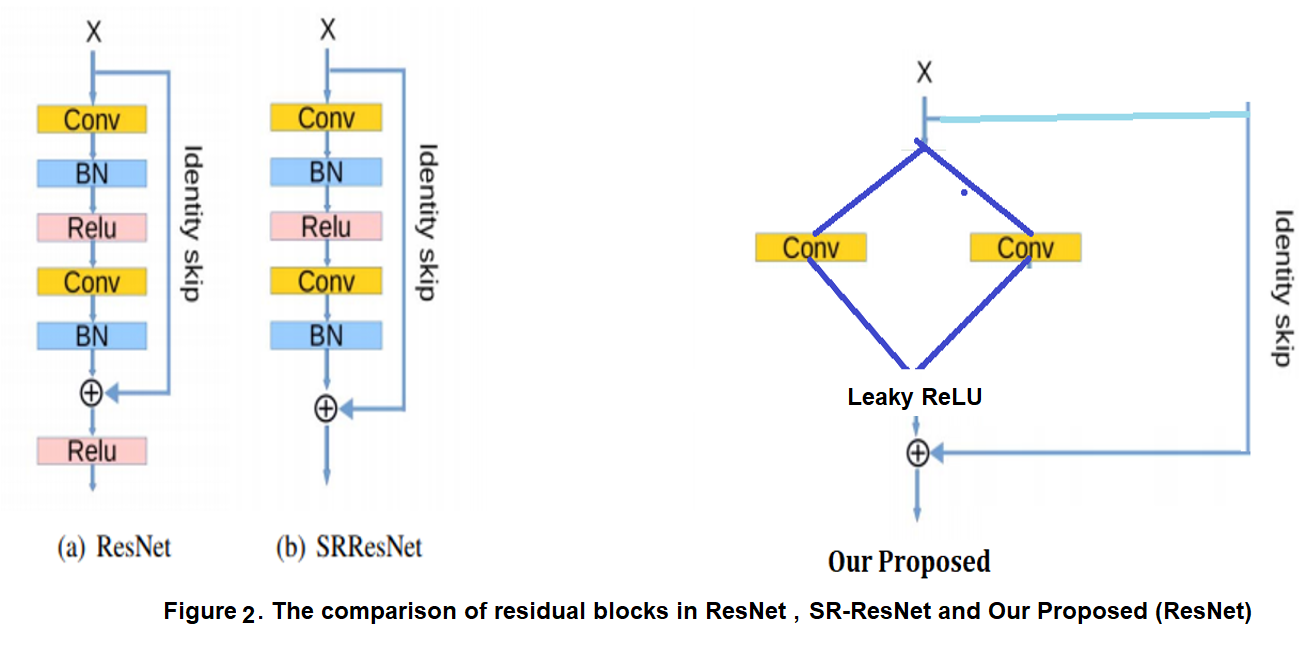 X
Conv
BN
Relu
Conv
BN
⊕
Relu
Identity skip
(a) ResNet
X
Conv
BN
Relu
Conv
BN
⊕
Identity skip
(b) SRResNet
X
Conv
Conv
Leaky ReLU
⊕
Identity skip
Our Proposed
Figure 2. The comparison of residual blocks in ResNet , SR-ResNet and Our Proposed (ResNet)